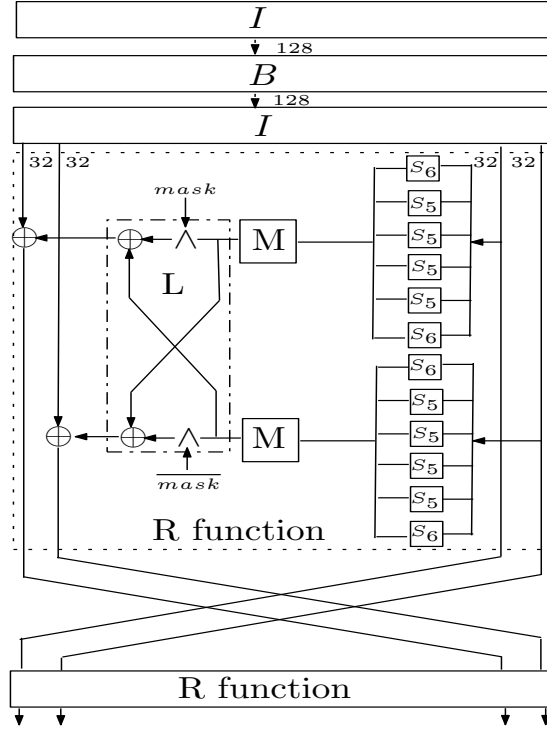 I
128
B
128
I
32 32 32 32
S₆
mask S₅
M S₅
L S₅
S₅
S₆
S₆
S₅
M S₅
mask S₅
S₅
R function S₆
R function